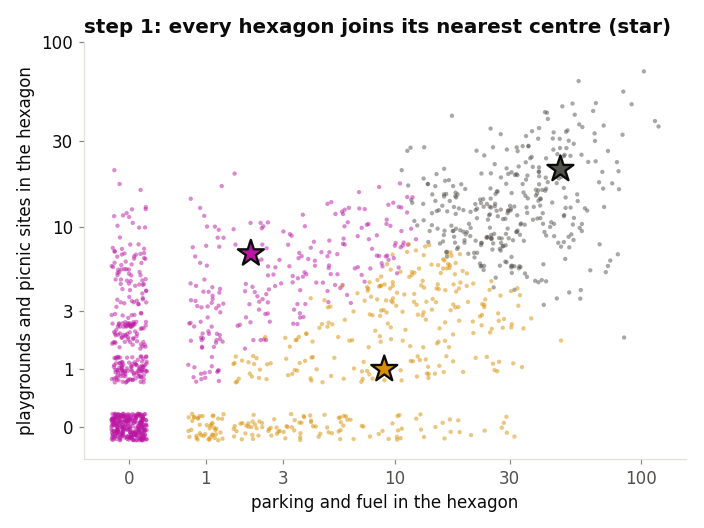 step 1: every hexagon joins its nearest centre (star)
100
30
10
3
1
0
playgrounds and picnic sites in the hexagon
0 1 3 10 30 100
parking and fuel in the hexagon